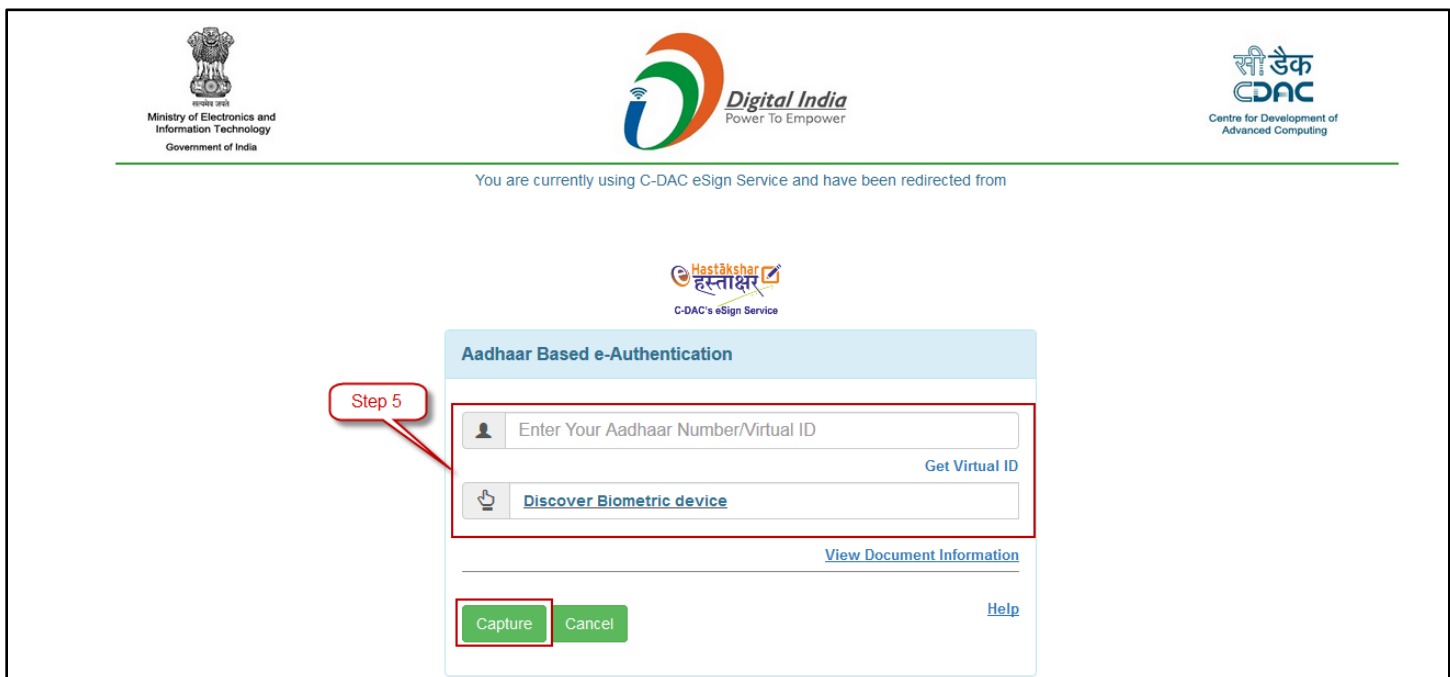 सत्यमेव जयते
Ministry of Electronics and
Information Technology
Government of India
Digital India
Power To Empower
सी डैक
CDAC
Centre for Development of
Advanced Computing
You are currently using C-DAC eSign Service and have been redirected from
e Hastākshar
हस्ताक्षर
C-DAC's eSign Service
Aadhaar Based e-Authentication
Step 5
Enter Your Aadhaar Number/Virtual ID
Get Virtual ID
Discover Biometric device
View Document Information
Help
Capture Cancel